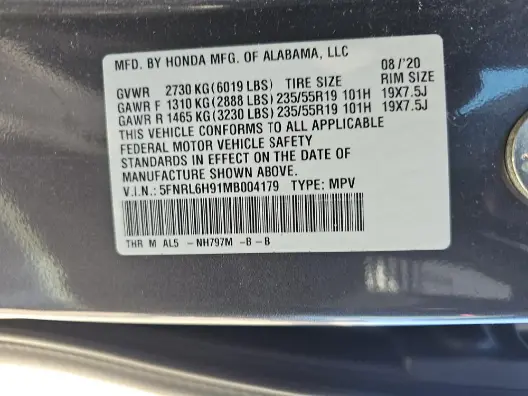 MFD. BY HONDA MFG. OF ALABAMA, LLC 08/'20
GVWR 2730 KG(6019 LBS) TIRE SIZE RIM SIZE
GAWR F 1310 KG(2888 LBS) 235/55R19 101H 19X7.5J
GAWR R 1465 KG(3230 LBS) 235/55R19 101H 19X7.5J
THIS VEHICLE CONFORMS TO ALL APPLICABLE
FEDERAL MOTOR VEHICLE SAFETY
STANDARDS IN EFFECT ON THE DATE OF
MANUFACTURE SHOWN ABOVE.
V.I.N.: 5FNRL6H91MB004179 TYPE: MPV
THR M AL5 - NH797M -B - B